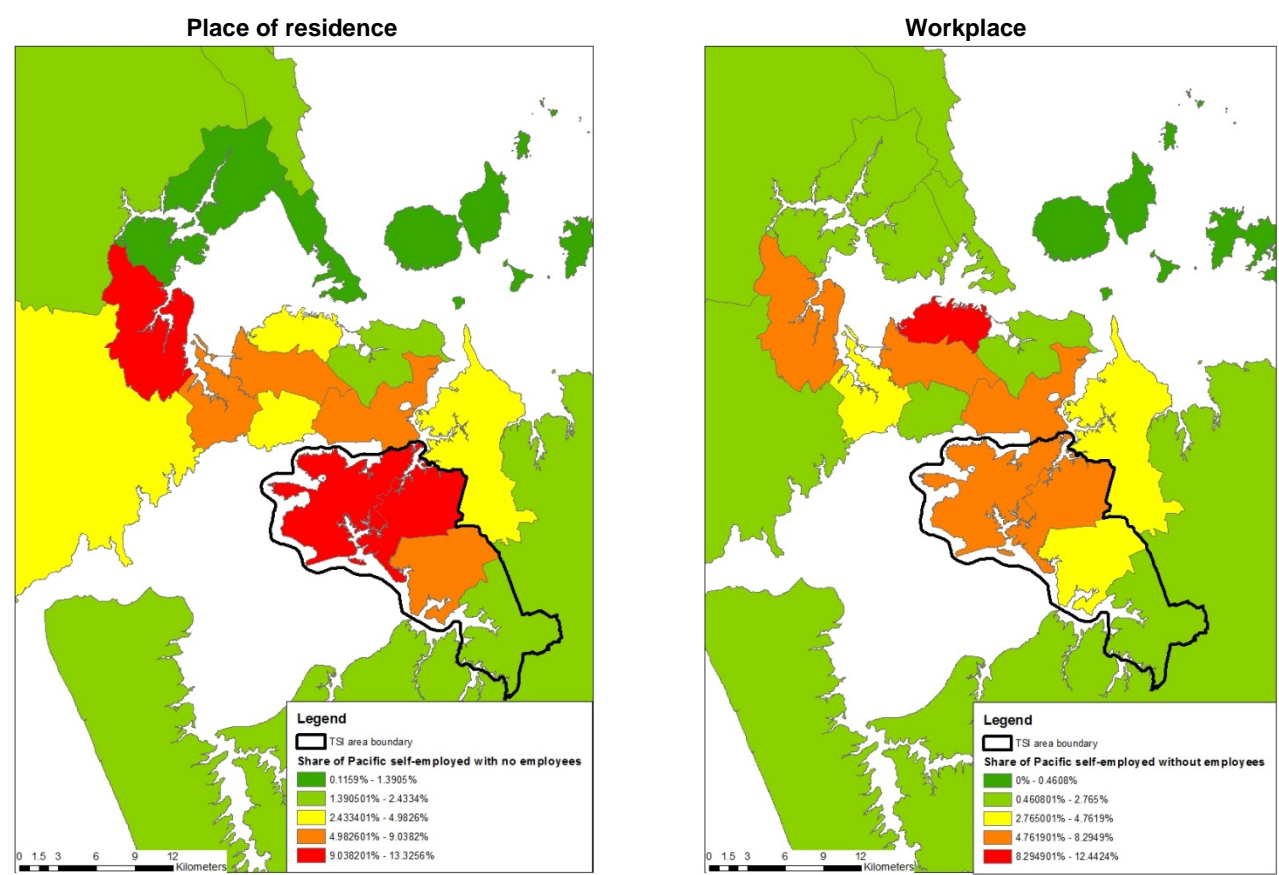 Place of residence
Workplace
Legend
TSI area boundary
Share of Pacific self-employed with no employees
0.1159% - 1.3905%
1.390501% - 2.4334%
2.433401% - 4.9826%
4.982601% - 9.0382%
9.038201% - 13.3256%
0 1.5 3 6 9 12
Kilometers
Legend
TSI area boundary
Share of Pacific self-employed without employees
0% - 0.4608%
0.460801% - 2.765%
2.765001% - 4.7619%
4.761901% - 8.2949%
8.294901% - 12.4424%
0 1.5 3 6 9 12
Kilometers